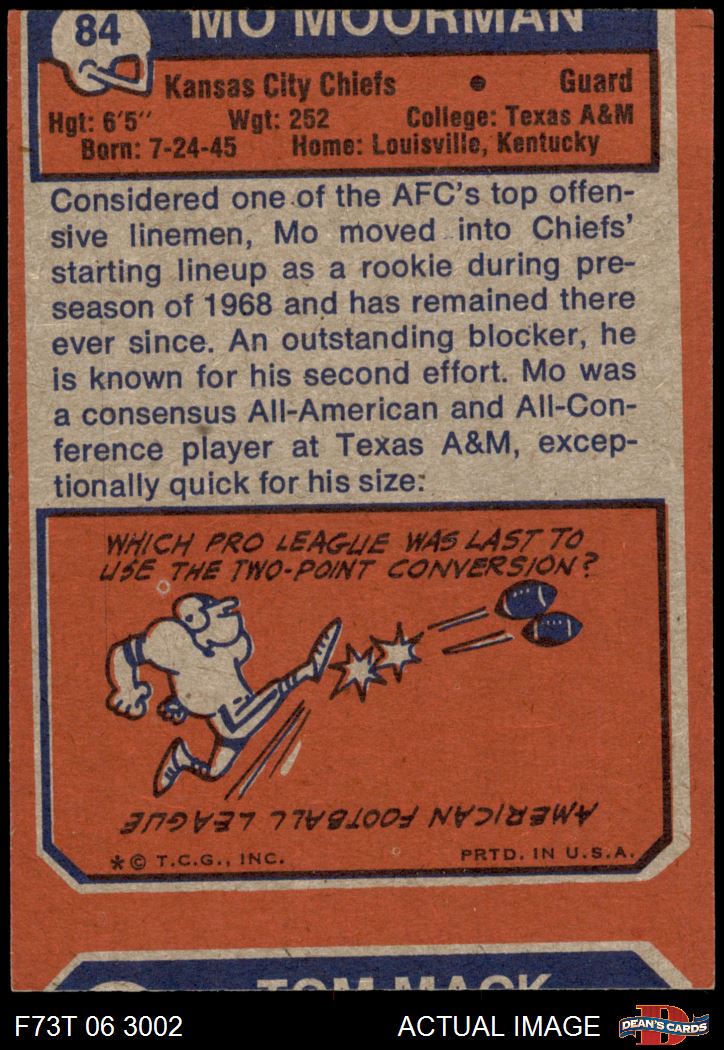 84 MO MOORMAN
Kansas City Chiefs • Guard
Hgt: 6'5" Wgt: 252 College: Texas A&M
Born: 7-24-45 Home: Louisville, Kentucky
Considered one of the AFC's top offen-
sive linemen, Mo moved into Chiefs'
starting lineup as a rookie during pre-
season of 1968 and has remained there
ever since. An outstanding blocker, he
is known for his second effort. Mo was
a consensus All-American and All-Con-
ference player at Texas A&M, excep-
tionally quick for his size.
WHICH PRO LEAGUE WAS LAST TO
USE THE TWO-POINT CONVERSION?
AMERICAN FOOTBALL LEAGUE
* © T.C.G., INC. PRTD. IN U.S.A.
TOM MACK
F73T 06 3002 ACTUAL IMAGE D DEAN'S CARDS